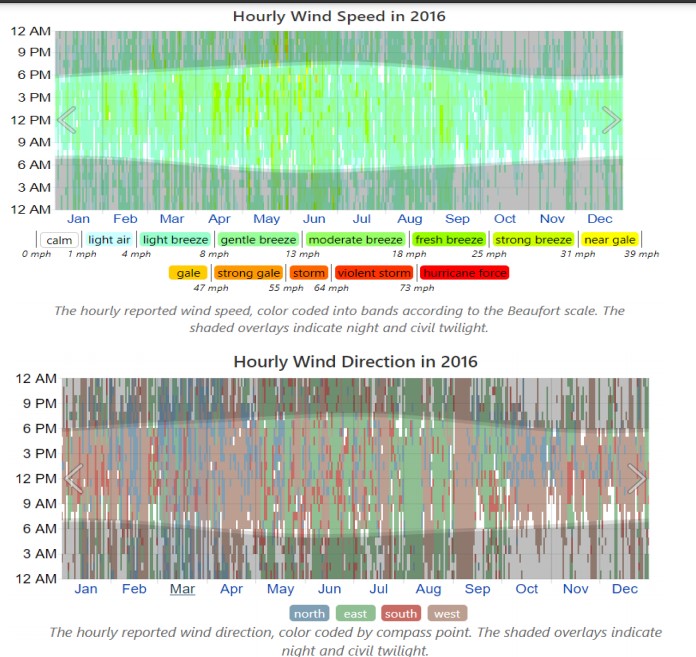 Hourly Wind Speed in 2016
12 AM
9 PM
6 PM
3 PM
12 PM
9 AM
6 AM
3 AM
12 AM
Jan Feb Mar Apr May Jun Jul Aug Sep Oct Nov Dec
calm light air light breeze gentle breeze moderate breeze fresh breeze strong breeze near gale
0 mph 1 mph 4 mph 8 mph 13 mph 18 mph 25 mph 31 mph 39 mph
gale strong gale storm violent storm hurricane force
47 mph 55 mph 64 mph 73 mph
The hourly reported wind speed, color coded into bands according to the Beaufort scale. The
shaded overlays indicate night and civil twilight.
Hourly Wind Direction in 2016
12 AM
9 PM
6 PM
3 PM
12 PM
9 AM
6 AM
3 AM
12 AM
Jan Feb Mar Apr May Jun Jul Aug Sep Oct Nov Dec
north east south west
The hourly reported wind direction, color coded by compass point. The shaded overlays indicate
night and civil twilight.